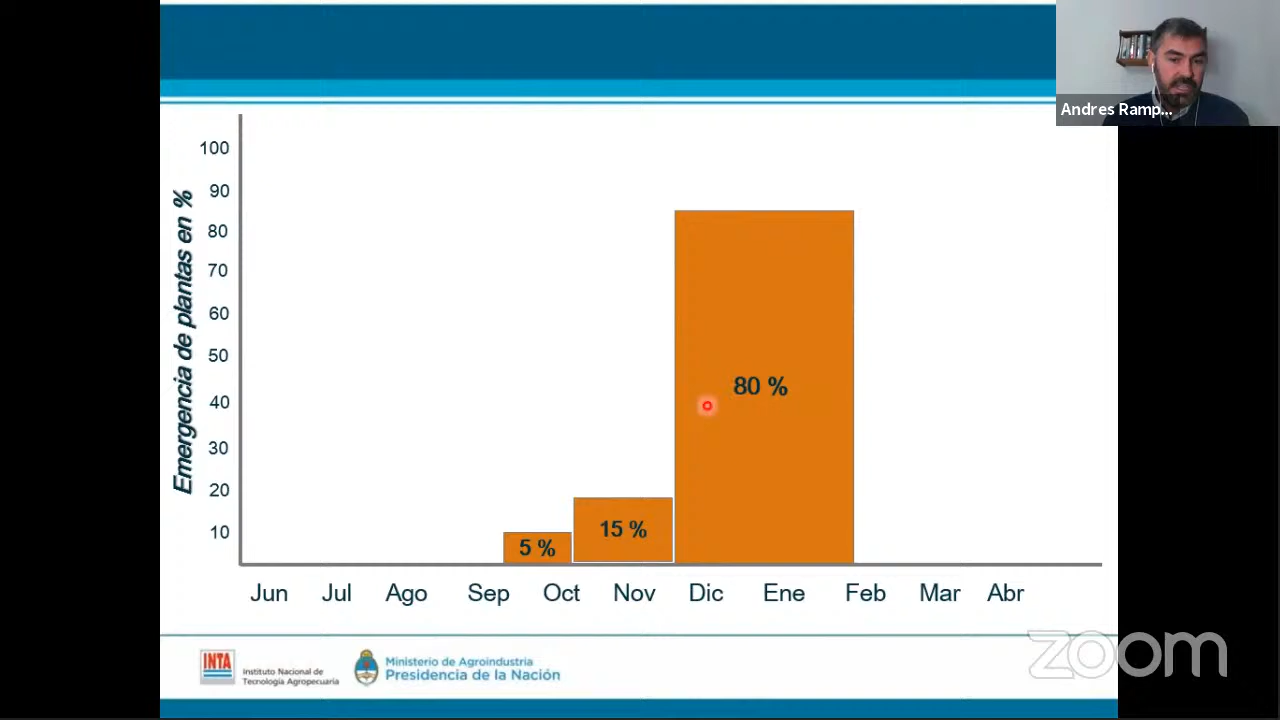 Andres Ramp...
Emergencia de plantas en %
100
90
80
70
60
50
40
30
20
10
80 %
15 %
5 %
Jun Jul Ago Sep Oct Nov Dic Ene Feb Mar Abr
INTA
Instituto Nacional de
Tecnología Agropecuaria
Ministerio de Agroindustria
Presidencia de la Nación
zoom